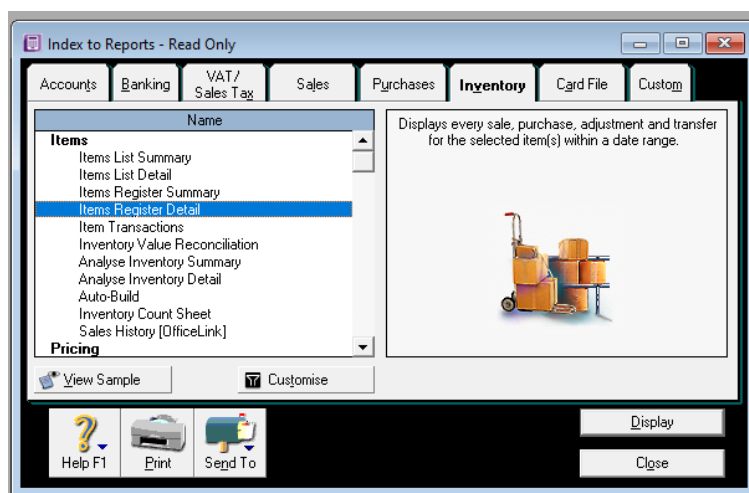 Index to Reports - Read Only
Accounts
Banking
VAT/
Sales Tax
Sales
Purchases
Inventory
Card File
Custom
Name
Items
Items List Summary
Items List Detail
Items Register Summary
Items Register Detail
Item Transactions
Inventory Value Reconciliation
Analyse Inventory Summary
Analyse Inventory Detail
Auto-Build
Inventory Count Sheet
Sales History [OfficeLink]
Pricing
Displays every sale, purchase, adjustment and transfer
for the selected item(s) within a date range.
View Sample
Customise
Help F1
Print
Send To
Display
Close